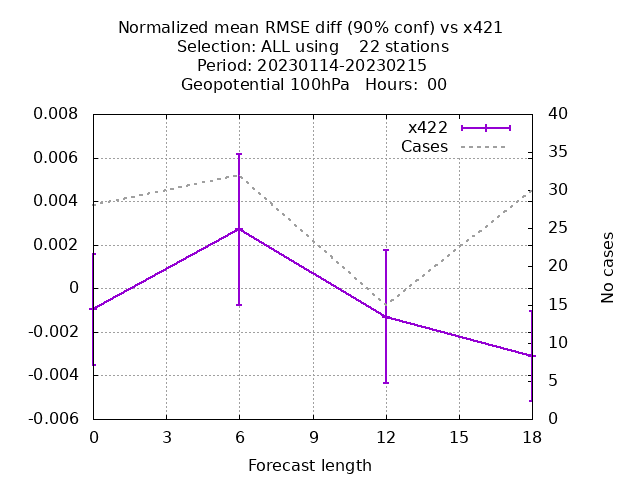 Normalized mean RMSE diff (90% conf) vs x421
Selection: ALL using    22 stations
Period: 20230114-20230215
Geopotential 100hPa   Hours:  00
0.008
0.006
0.004
0.002
0
-0.002
-0.004
-0.006
x422
Cases
40
35
30
25
20
15
10
5
0
No cases
0 3 6 9 12 15 18
Forecast length